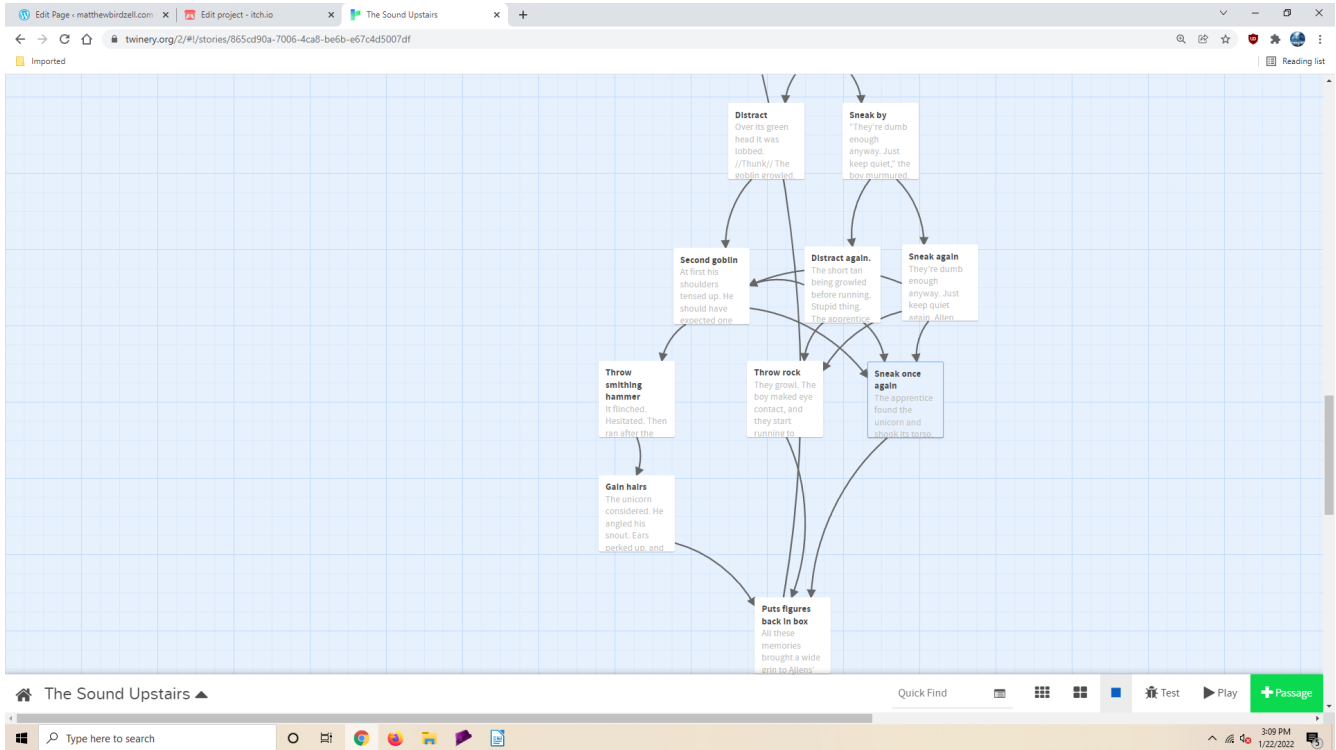 Edit Page ‹ matthewbirdzell.com
Edit project - itch.io
The Sound Upstairs
twinery.org/2/#!/stories/865cd90a-7006-4ca8-be6b-e67c4d5007df
Imported
Reading list
Distract
Over its green
head it was
lobbed.
//Thunk// The
goblin growled.
Sneak by
"They're dumb
enough
anyway. Just
keep quiet," the
boy murmured.
Second goblin
At first his
shoulders
tensed up. He
should have
expected one
Distract again.
The short tan
being growled
before running.
Stupid thing.
The apprentice
Sneak again
They're dumb
enough
anyway. Just
keep quiet
again. Allen
Throw
smithing
hammer
It flinched.
Hesitated. Then
ran after the
Throw rock
They growl. The
boy maked eye
contact, and
they start
running to
Sneak once
again
The apprentice
found the
unicorn and
shook its torso.
Gain hairs
The unicorn
considered. He
angled his
snout. Ears
perked up, and
Puts figures
back in box
All these
memories
brought a wide
grin to Allens'
The Sound Upstairs
Quick Find
Test
Play
Passage
Type here to search
3:09 PM
1/22/2022
5